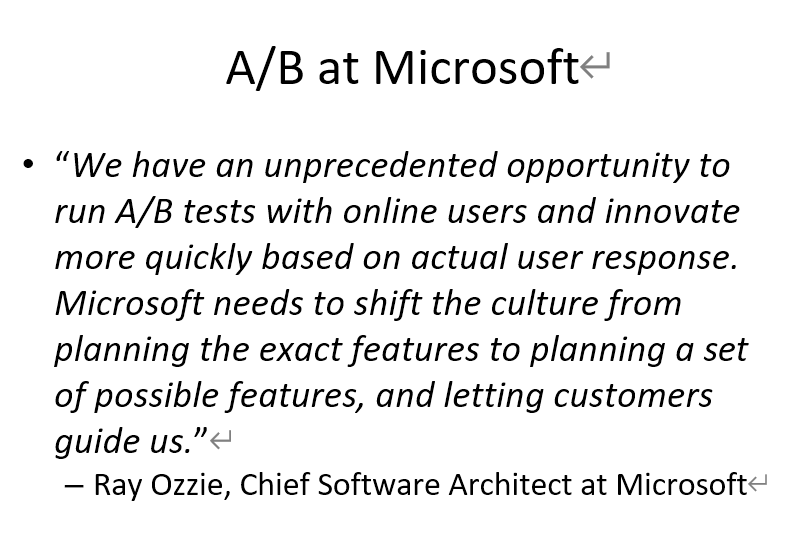 A/B at Microsoft↵
• “We have an unprecedented opportunity to
run A/B tests with online users and innovate
more quickly based on actual user response.
Microsoft needs to shift the culture from
planning the exact features to planning a set
of possible features, and letting customers
guide us.”↵
– Ray Ozzie, Chief Software Architect at Microsoft↵